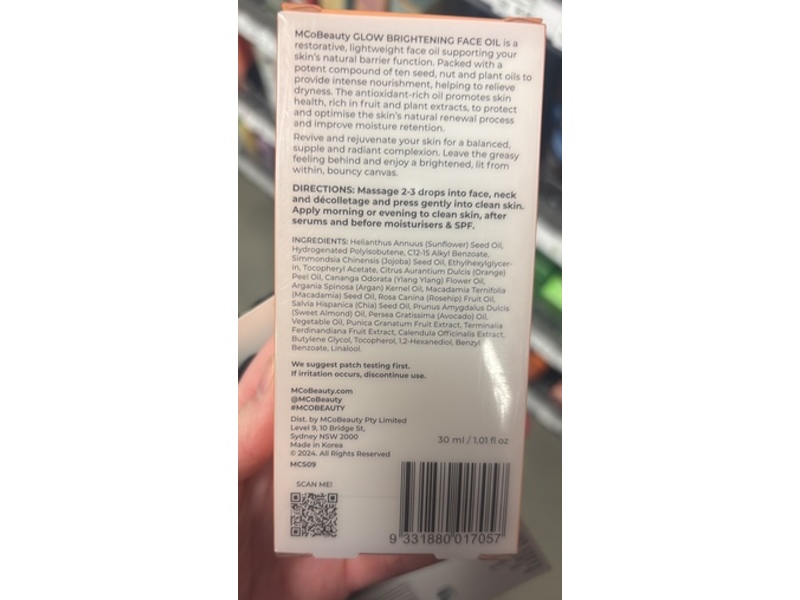 MCoBeauty GLOW BRIGHTENING FACE OIL is a
restorative, lightweight face oil supporting your
skin's natural barrier function. Packed with a
potent compound of ten seed, nut and plant oils to
provide intense nourishment, helping to relieve
dryness. The antioxidant-rich oil promotes skin
health, rich in fruit and plant extracts, to protect
and optimise the skin's natural renewal process
and improve moisture retention.
Revive and rejuvenate your skin for a balanced,
supple and radiant complexion. Leave the greasy
feeling behind and enjoy a brightened, lit from
within, bouncy canvas.
DIRECTIONS: Massage 2-3 drops into face, neck
and décolletage and press gently into clean skin.
Apply morning or evening to clean skin, after
serums and before moisturisers & SPF.
INGREDIENTS: Helianthus Annuus (Sunflower) Seed Oil,
Hydrogenated Polyisobutene, C12-15 Alkyl Benzoate,
Simmondsia Chinensis (Jojoba) Seed Oil, Ethylhexylglycer-
in, Tocopheryl Acetate, Citrus Aurantium Dulcis (Orange)
Peel Oil, Cananga Odorata (Ylang Ylang) Flower Oil,
Argania Spinosa (Argan) Kernel Oil, Macadamia Ternifolia
(Macadamia) Seed Oil, Rosa Canina (Rosehip) Fruit Oil,
Salvia Hispanica (Chia) Seed Oil, Prunus Amygdalus Dulcis
(Sweet Almond) Oil, Persea Gratissima (Avocado) Oil,
Vegetable Oil, Punica Granatum Fruit Extract, Terminalia
Ferdinandiana Fruit Extract, Calendula Officinalis Extract,
Butylene Glycol, Tocopherol, 1,2-Hexanediol, Benzyl
Benzoate, Linalool.
We suggest patch testing first.
If irritation occurs, discontinue use.
MCoBeauty.com
@MCoBeauty
#MCOBEAUTY
Dist. by MCoBeauty Pty Limited
Level 9, 10 Bridge St,
Sydney NSW 2000
Made in Korea
© 2024. All Rights Reserved
MCS09
30 ml / 1.01 fl oz
SCAN ME!
9 331880 017057